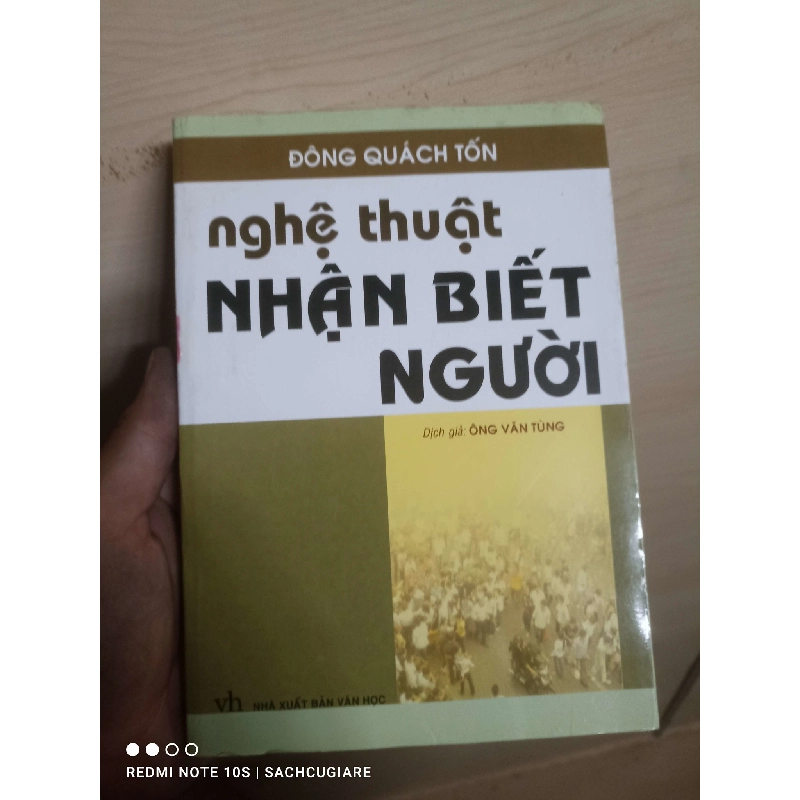 ĐÔNG QUÁCH TỐN
nghệ thuật
NHẬN BIẾT
NGƯỜI
Dịch giả: ÔNG VĂN TÙNG
vh NHÀ XUẤT BẢN VĂN HỌC
REDMI NOTE 10S | SACHCUGIARE